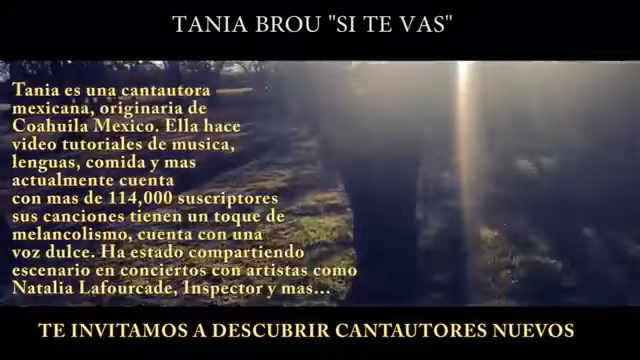 TANIA BROU "SI TE VAS"
Tania es una cantautora
mexicana, originaria de
Coahuila Mexico. Ella hace
video tutoriales de musica,
lenguas, comida y mas
actualmente cuenta
con mas de 114,000 suscriptores
sus canciones tienen un toque de
melancolismo, cuenta con una
voz dulce. Ha estado compartiendo
escenario en conciertos con artistas como
Natalia Lafourcade, Inspector y mas...
TE INVITAMOS A DESCUBRIR CANTAUTORES NUEVOS